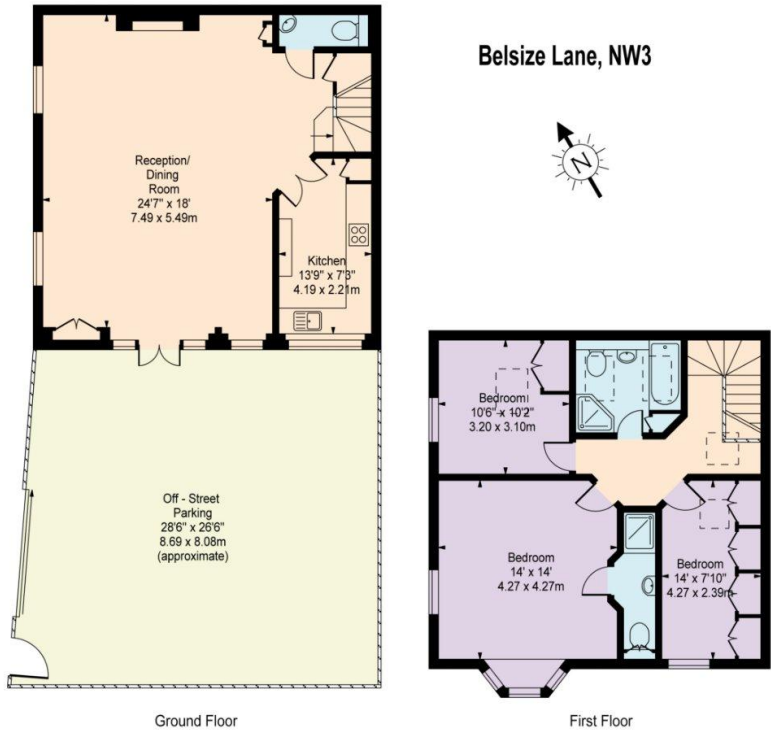 Belsize Lane, NW3
N
Reception/
Dining
Room
24'7" x 18'
7.49 x 5.49m
Kitchen
13'9" x 7'3"
4.19 x 2.21m
Off - Street
Parking
28'6" x 26'6"
8.69 x 8.08m
(approximate)
Ground Floor
Bedroom
10'6" x 10'2"
3.20 x 3.10m
Bedroom
14' x 14'
4.27 x 4.27m
Bedroom
14' x 7'10"
4.27 x 2.39m
First Floor